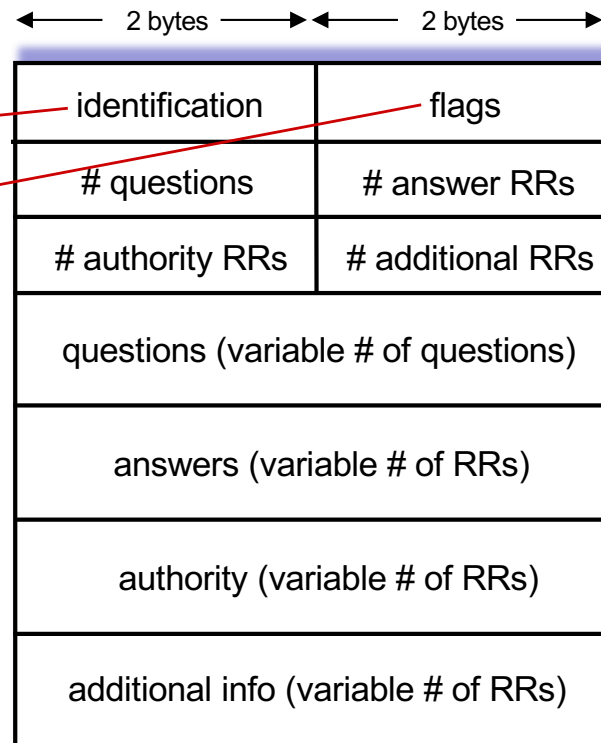 2 bytes 2 bytes
identification flags
# questions # answer RRs
# authority RRs # additional RRs
questions (variable # of questions)
answers (variable # of RRs)
authority (variable # of RRs)
additional info (variable # of RRs)